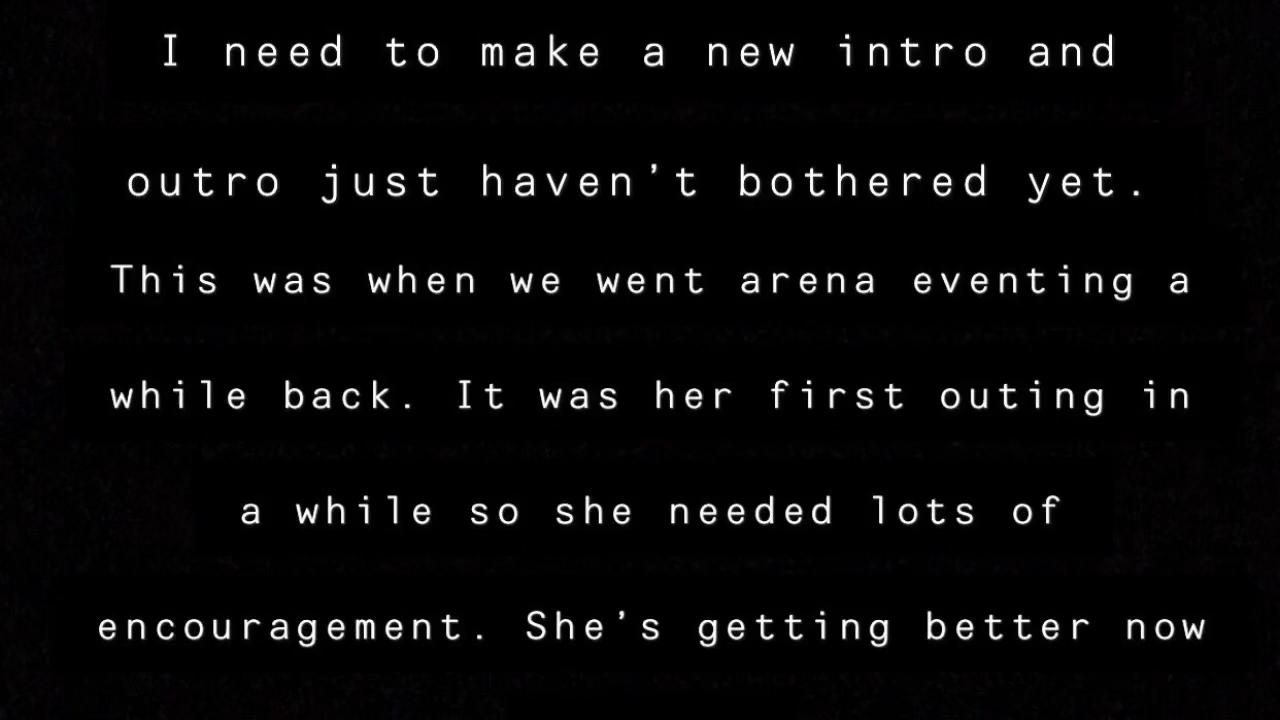 I need to make a new intro and
outro just haven't bothered yet.
This was when we went arena eventing a
while back. It was her first outing in
a while so she needed lots of
encouragement. She's getting better now